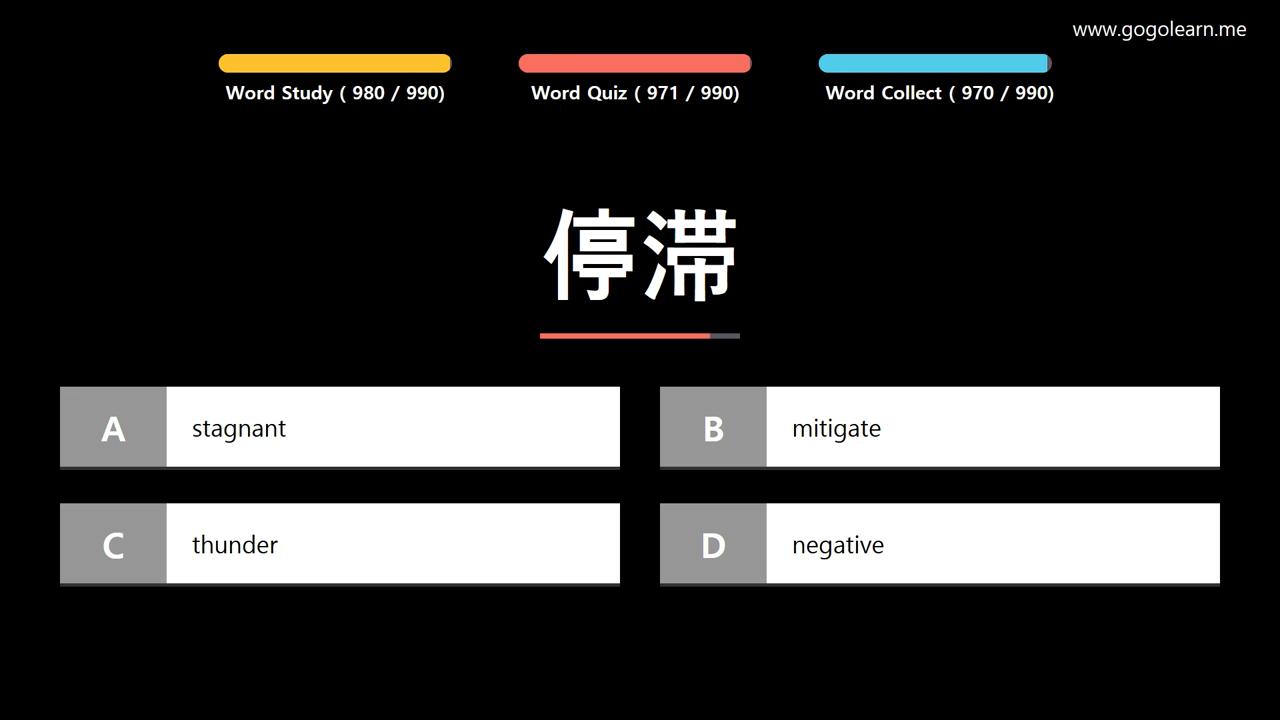 www.gogolearn.me
Word Study ( 980 / 990)
Word Quiz ( 971 / 990)
Word Collect ( 970 / 990)
停滞
A stagnant
B mitigate
C thunder
D negative